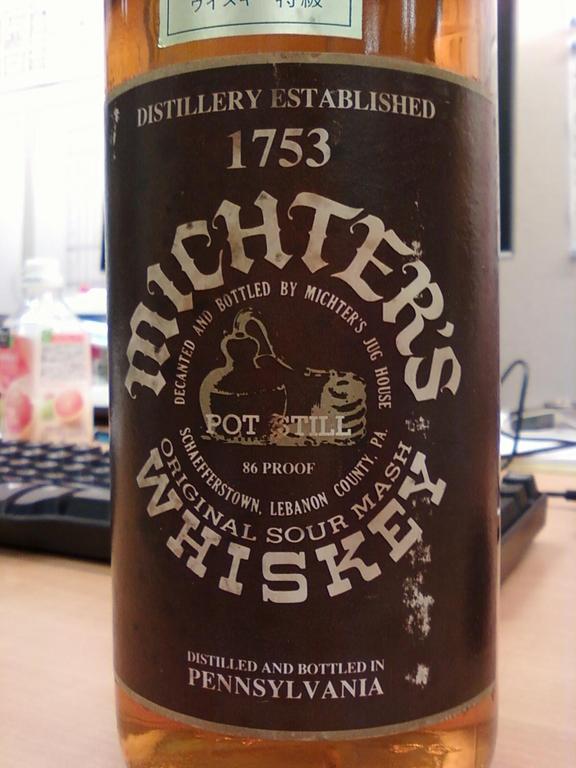 ウイスキー 特級
DISTILLERY ESTABLISHED
1753
MICHTER'S
DECANTED AND BOTTLED BY MICHTER'S JUG HOUSE
POT STILL
86 PROOF
SCHAEFFERSTOWN, LEBANON COUNTY, PA.
ORIGINAL SOUR MASH
WHISKEY
DISTILLED AND BOTTLED IN
PENNSYLVANIA